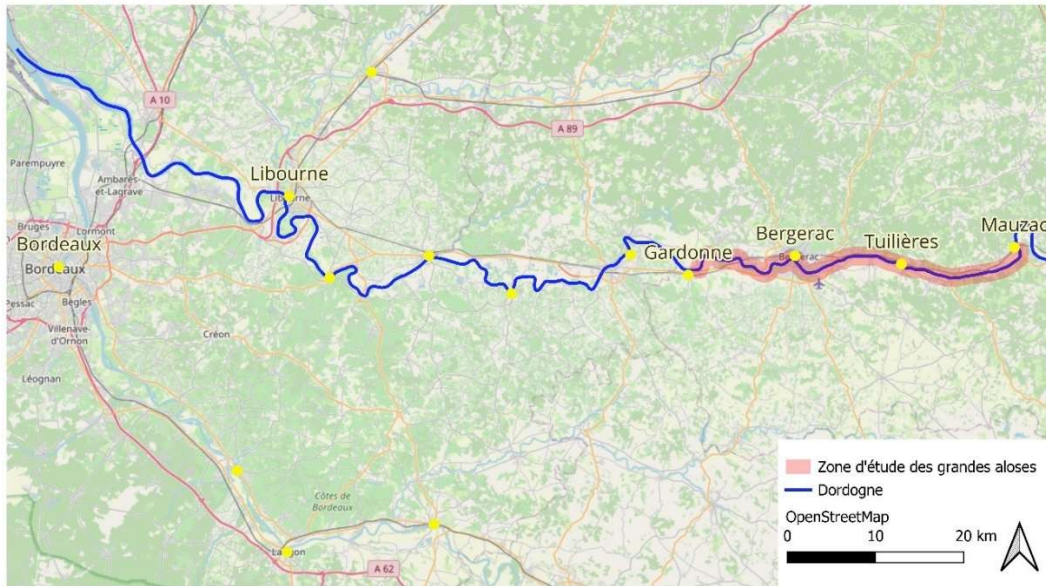 A 10
A 89
Parempuyre
Ambarès-
et-Lagrave
Libourne
Libourne
Bruges
Lormont
Bordeaux
Bordeaux
Pessac
Bègles
Villenave-
d'Ornon
Créon
Léognan
Gardonne
Bergerac
Bergerac
Tuilières
Mauzac
Côtes de
Bordeaux
Langon
A 62
Zone d'étude des grandes aloses
Dordogne
OpenStreetMap
0 10 20 km